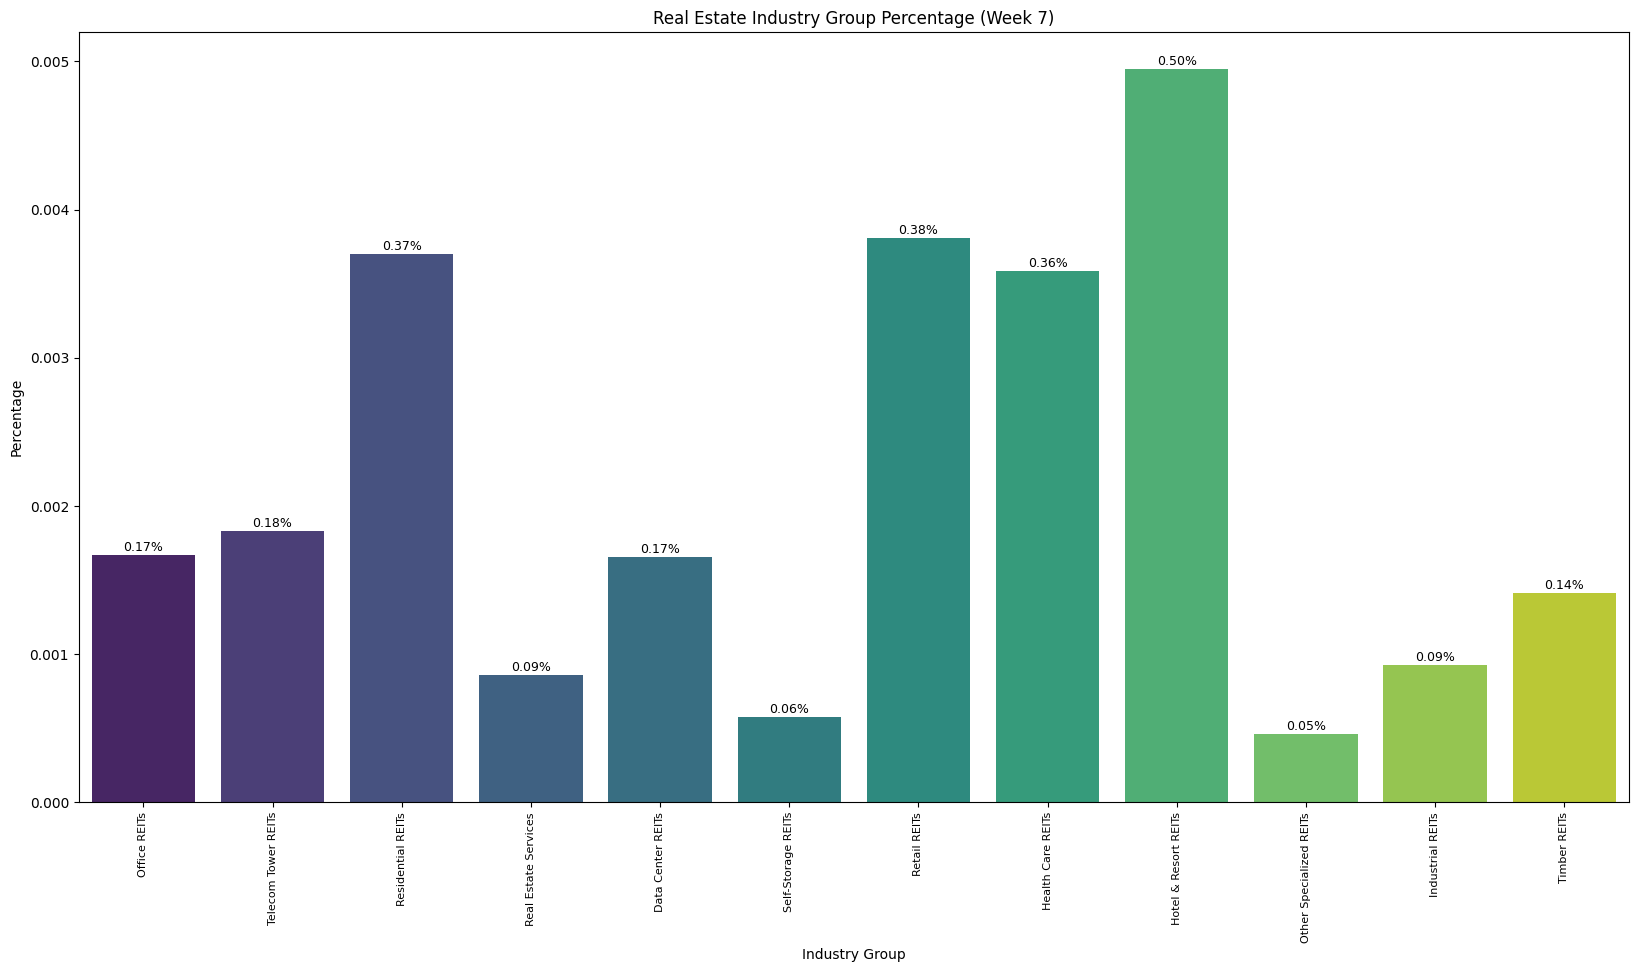 Real Estate Industry Group Percentage (Week 7)
Percentage
0.005
0.004
0.003
0.002
0.001
0.000
0.17%
0.18%
0.37%
0.09%
0.17%
0.06%
0.38%
0.36%
0.50%
0.05%
0.09%
0.14%
Office REITs
Telecom Tower REITs
Residential REITs
Real Estate Services
Data Center REITs
Self-Storage REITs
Retail REITs
Health Care REITs
Hotel & Resort REITs
Other Specialized REITs
Industrial REITs
Timber REITs
Industry Group